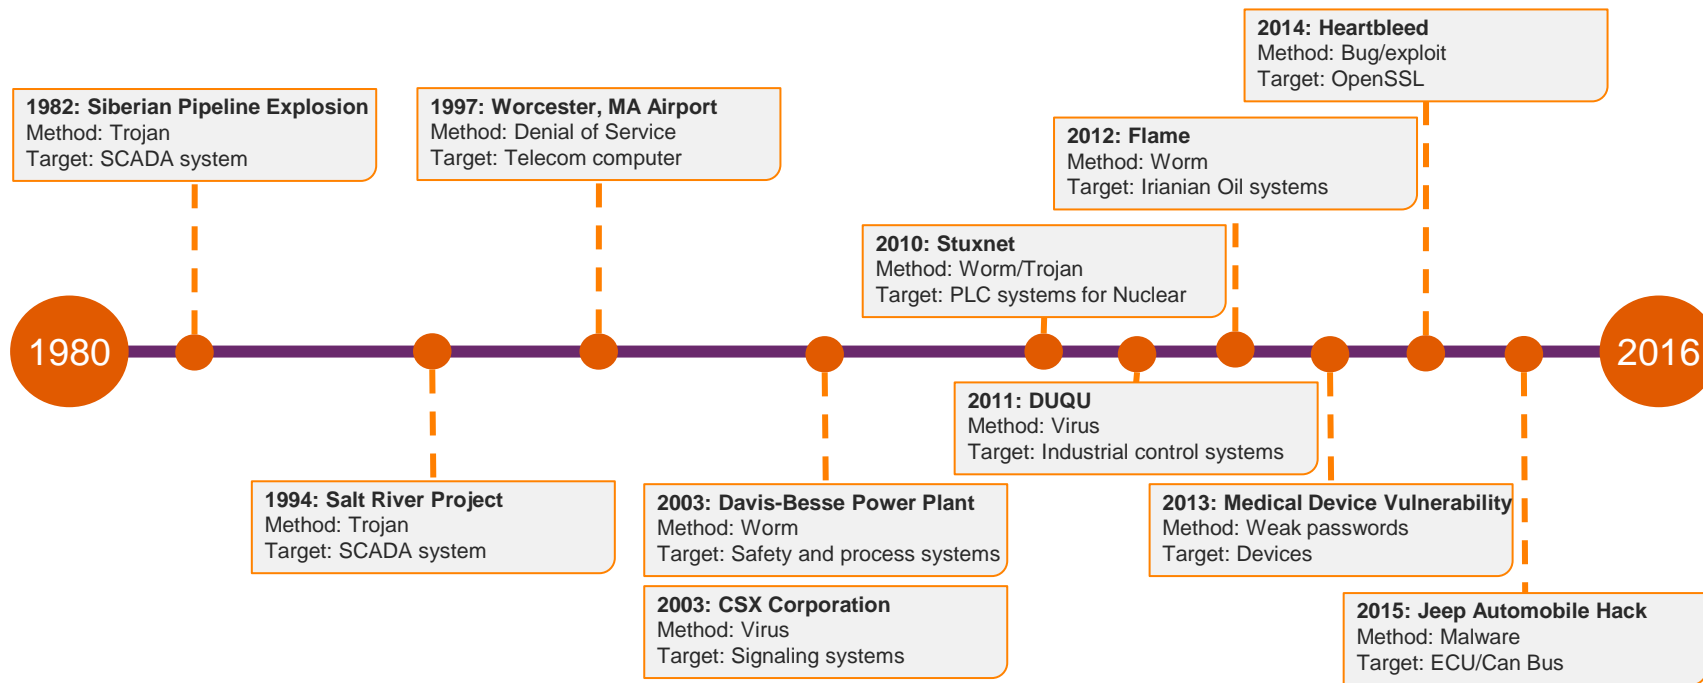 1980
1982: Siberian Pipeline Explosion
Method: Trojan
Target: SCADA system
1994: Salt River Project
Method: Trojan
Target: SCADA system
1997: Worcester, MA Airport
Method: Denial of Service
Target: Telecom computer
2003: Davis-Besse Power Plant
Method: Worm
Target: Safety and process systems
2003: CSX Corporation
Method: Virus
Target: Signaling systems
2010: Stuxnet
Method: Worm/Trojan
Target: PLC systems for Nuclear
2011: DUQU
Method: Virus
Target: Industrial control systems
2012: Flame
Method: Worm
Target: Irianian Oil systems
2013: Medical Device Vulnerability
Method: Weak passwords
Target: Devices
2014: Heartbleed
Method: Bug/exploit
Target: OpenSSL
2015: Jeep Automobile Hack
Method: Malware
Target: ECU/Can Bus
2016